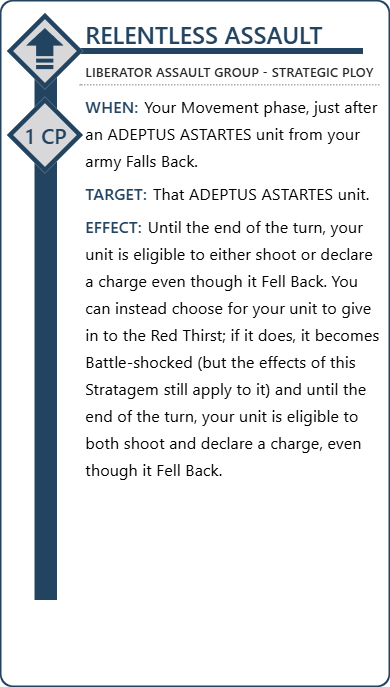 RELENTLESS ASSAULT
LIBERATOR ASSAULT GROUP - STRATEGIC PLOY
WHEN: Your Movement phase, just after
an ADEPTUS ASTARTES unit from your
army Falls Back.
1 CP
TARGET: That ADEPTUS ASTARTES unit.
EFFECT: Until the end of the turn, your
unit is eligible to either shoot or declare
a charge even though it Fell Back. You
can instead choose for your unit to give
in to the Red Thirst; if it does, it becomes
Battle-shocked (but the effects of this
Stratagem still apply to it) and until the
end of the turn, your unit is eligible to
both shoot and declare a charge, even
though it Fell Back.